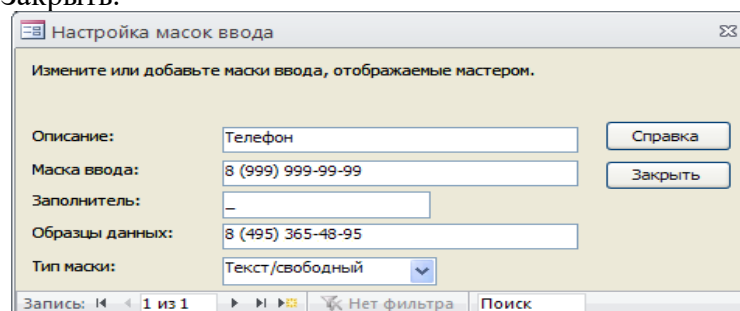 Закрыть.
Настройка масок ввода
Измените или добавьте маски ввода, отображаемые мастером.
Описание: Телефон Справка
Маска ввода: 8 (999) 999-99-99 Закрыть
Заполнитель: _
Образцы данных: 8 (495) 365-48-95
Тип маски: Текст/свободный
Запись: 1 из 1 Нет фильтра Поиск